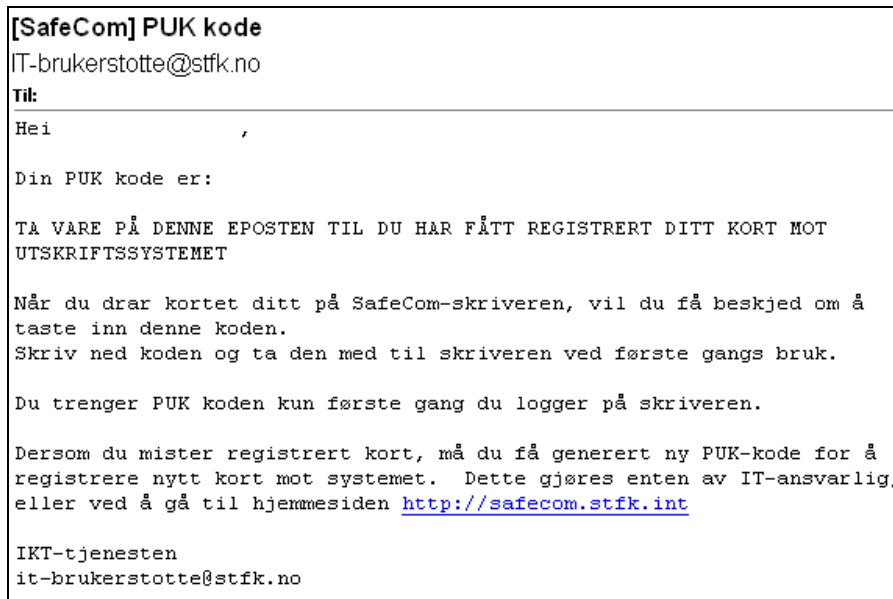 [SafeCom] PUK kode
IT-brukerstotte@stfk.no
Til:
Hei ,
Din PUK kode er:
TA VARE PÅ DENNE EPOSTEN TIL DU HAR FÅTT REGISTRERT DITT KORT MOT
UTSKRIFTSSYSTEMET
Når du drar kortet ditt på SafeCom-skriveren, vil du få beskjed om å
taste inn denne koden.
Skriv ned koden og ta den med til skriveren ved første gangs bruk.
Du trenger PUK koden kun første gang du logger på skriveren.
Dersom du mister registrert kort, må du få generert ny PUK-kode for å
registrere nytt kort mot systemet.  Dette gjøres enten av IT-ansvarlig,
eller ved å gå til hjemmesiden http://safecom.stfk.int
IKT-tjenesten
it-brukerstotte@stfk.no